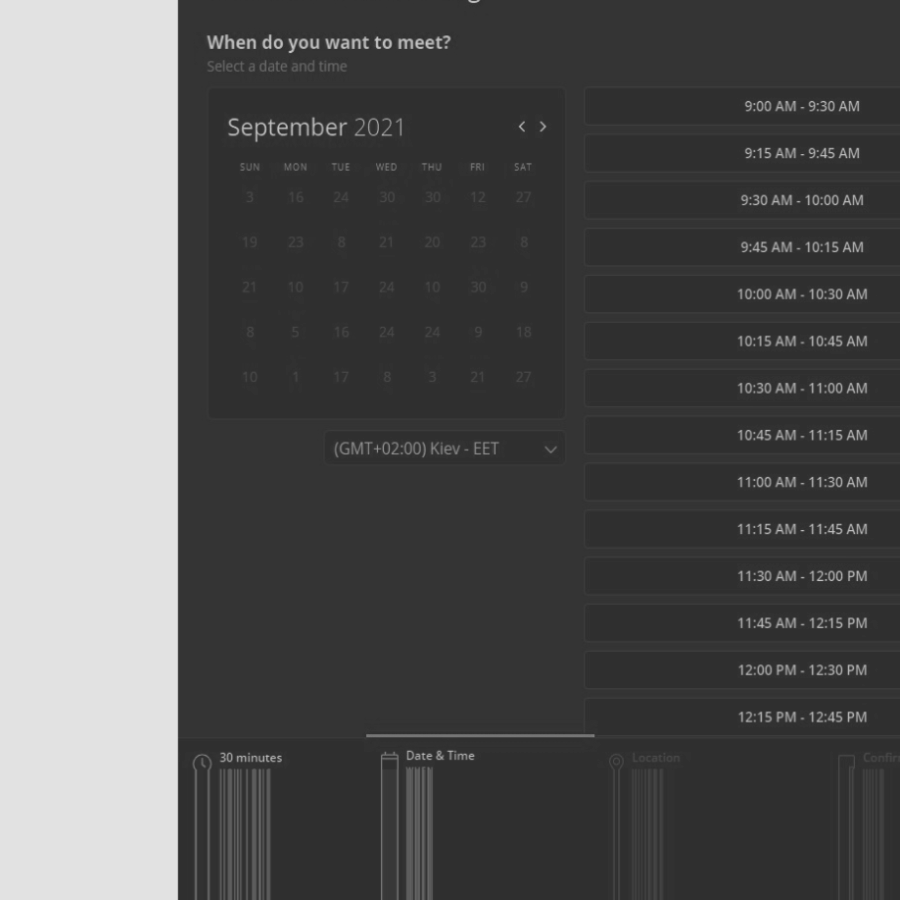 When do you want to meet?
Select a date and time
September 2021
SUN MON TUE WED THU FRI SAT
3 16 24 30 30 12 27
19 23 8 21 20 23 8
21 10 17 24 10 30 9
8 5 16 24 24 9 18
10 1 17 8 3 21 27
(GMT+02:00) Kiev - EET
9:00 AM - 9:30 AM
9:15 AM - 9:45 AM
9:30 AM - 10:00 AM
9:45 AM - 10:15 AM
10:00 AM - 10:30 AM
10:15 AM - 10:45 AM
10:30 AM - 11:00 AM
10:45 AM - 11:15 AM
11:00 AM - 11:30 AM
11:15 AM - 11:45 AM
11:30 AM - 12:00 PM
11:45 AM - 12:15 PM
12:00 PM - 12:30 PM
12:15 PM - 12:45 PM
30 minutes
Date & Time
Location